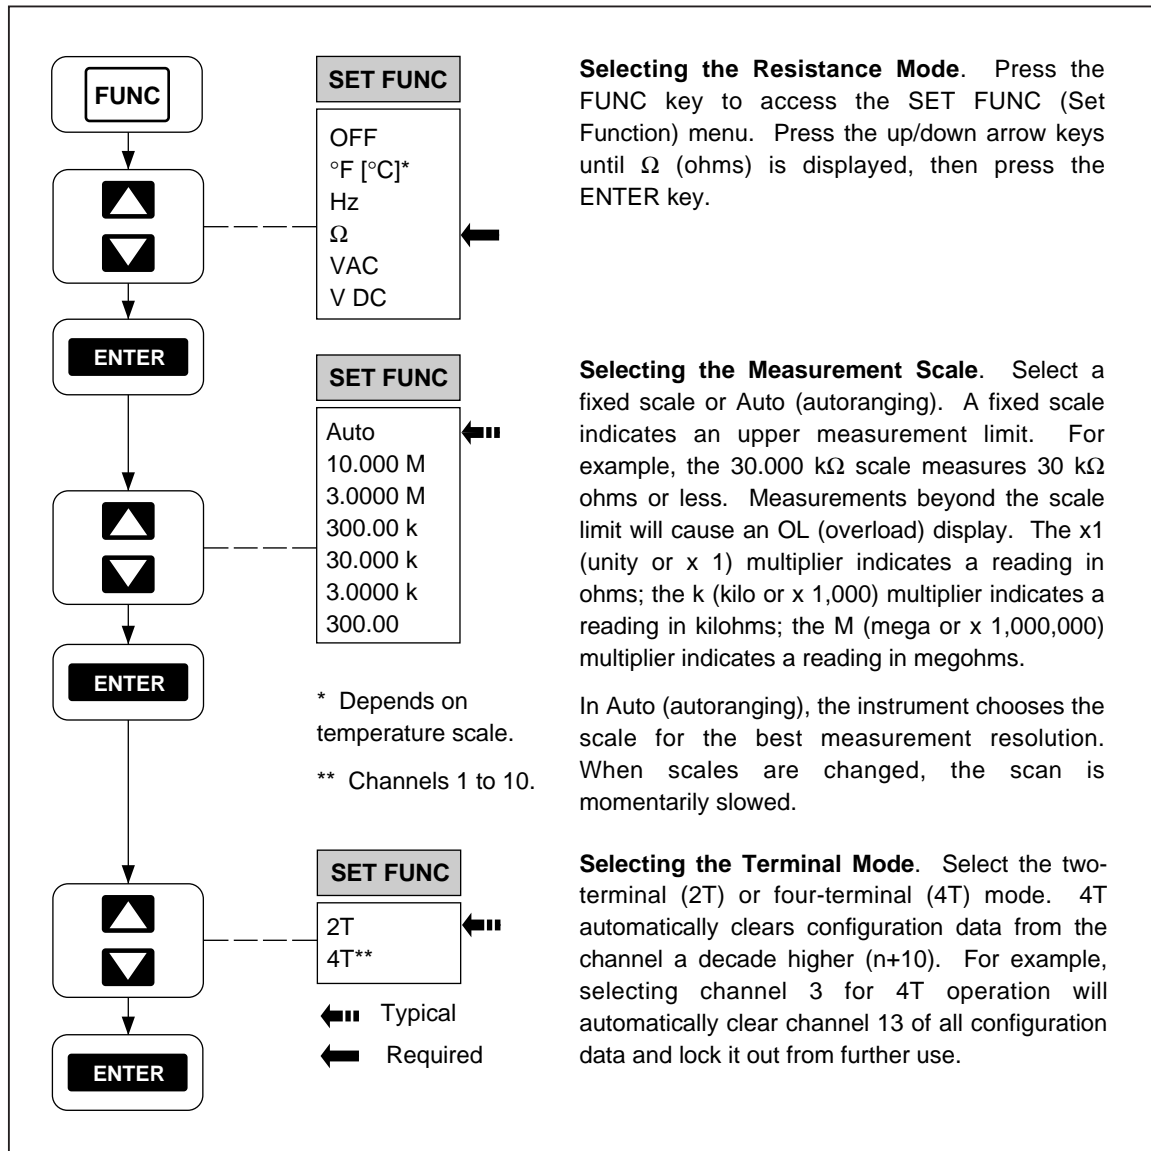 FUNC
ENTER
ENTER
ENTER
SET FUNC
OFF
°F [°C]*
Hz
Ω
VAC
V DC
SET FUNC
Auto
10.000 M
3.0000 M
300.00 k
30.000 k
3.0000 k
300.00
* Depends on
temperature scale.
** Channels 1 to 10.
SET FUNC
2T
4T**
Typical
Required
Selecting the Resistance Mode. Press the
FUNC key to access the SET FUNC (Set
Function) menu. Press the up/down arrow keys
until Ω (ohms) is displayed, then press the
ENTER key.
Selecting the Measurement Scale. Select a
fixed scale or Auto (autoranging). A fixed scale
indicates an upper measurement limit. For
example, the 30.000 kΩ scale measures 30 kΩ
ohms or less. Measurements beyond the scale
limit will cause an OL (overload) display. The x1
(unity or x 1) multiplier indicates a reading in
ohms; the k (kilo or x 1,000) multiplier indicates a
reading in kilohms; the M (mega or x 1,000,000)
multiplier indicates a reading in megohms.
In Auto (autoranging), the instrument chooses the
scale for the best measurement resolution.
When scales are changed, the scan is
momentarily slowed.
Selecting the Terminal Mode. Select the two-
terminal (2T) or four-terminal (4T) mode. 4T
automatically clears configuration data from the
channel a decade higher (n+10). For example,
selecting channel 3 for 4T operation will
automatically clear channel 13 of all configuration
data and lock it out from further use.